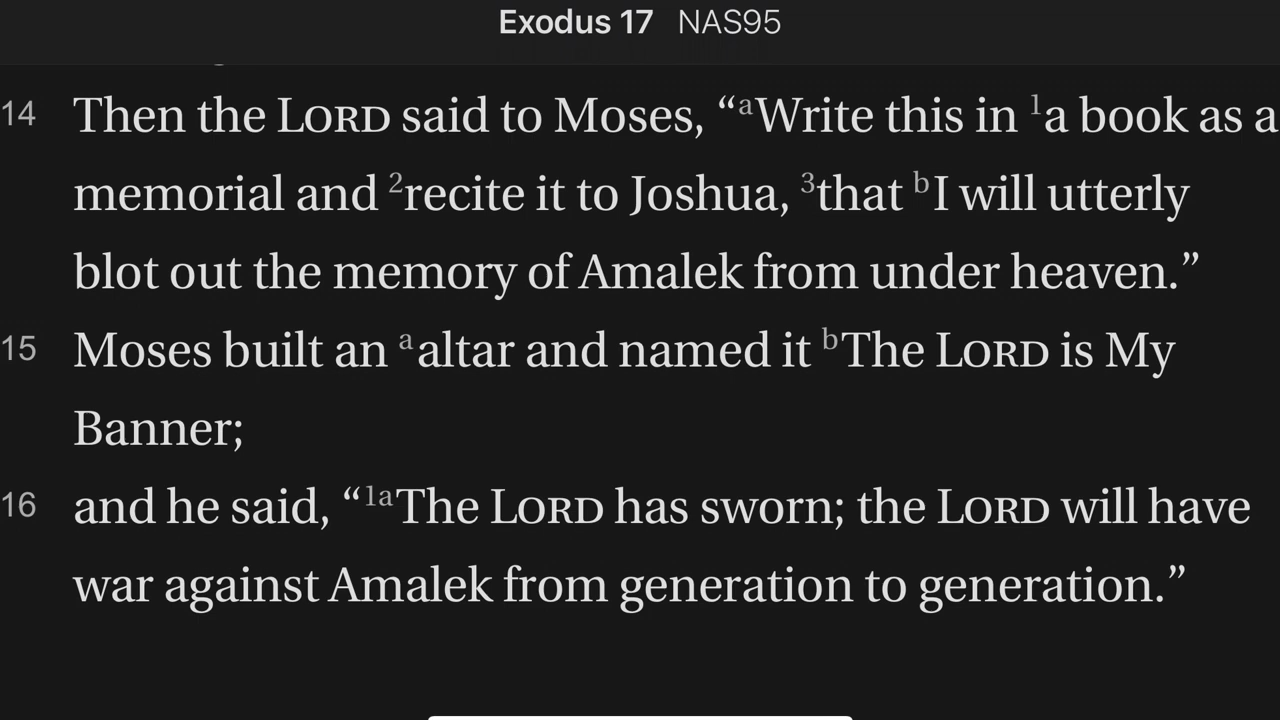 Exodus 17 NAS95
14 Then the LORD said to Moses, “aWrite this in 1a book as a
memorial and 2recite it to Joshua, 3that bI will utterly
blot out the memory of Amalek from under heaven.”
15 Moses built an aaltar and named it bThe LORD is My
Banner;
16 and he said, “1aThe LORD has sworn; the LORD will have
war against Amalek from generation to generation.”